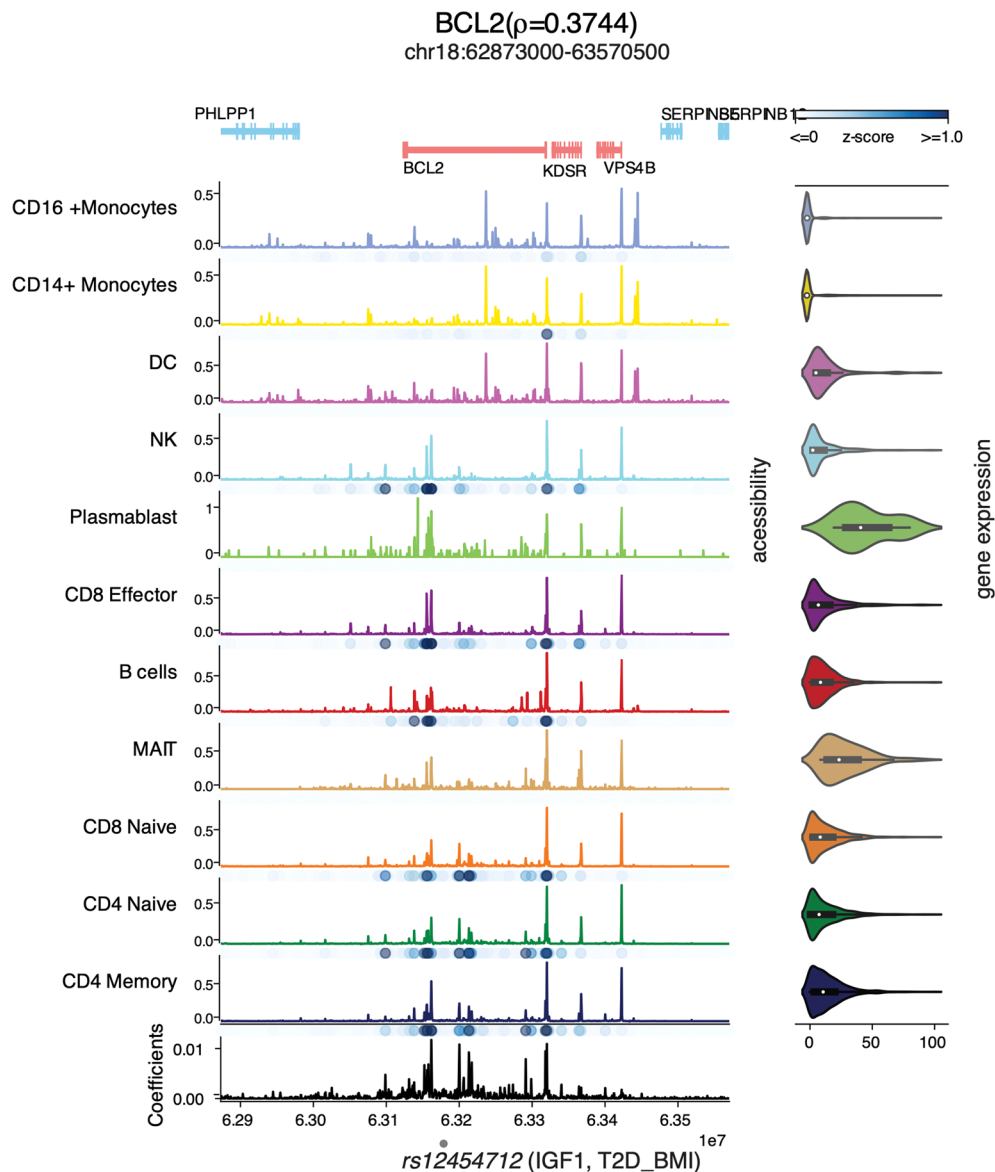 BCL2(ρ=0.3744)
chr18:62873000-63570500
PHLPP1
SERPINB5
SERPINB12
<=0 z-score >=1.0
BCL2
KDSR
VPS4B
CD16 +Monocytes
0.5
0.0
CD14+ Monocytes
0.5
0.0
DC
0.5
0.0
NK
0.5
0.0
Plasmablast
1
0
CD8 Effector
0.5
0.0
B cells
0.5
0.0
MAIT
0.5
0.0
CD8 Naive
0.5
0.0
CD4 Naive
0.5
0.0
CD4 Memory
0.5
0.0
acessibility
gene expression
0 50 100
Coefficients
0.01
0.00
6.29 6.30 6.31 6.32 6.33 6.34 6.35
1e7
rs12454712 (IGF1, T2D_BMI)